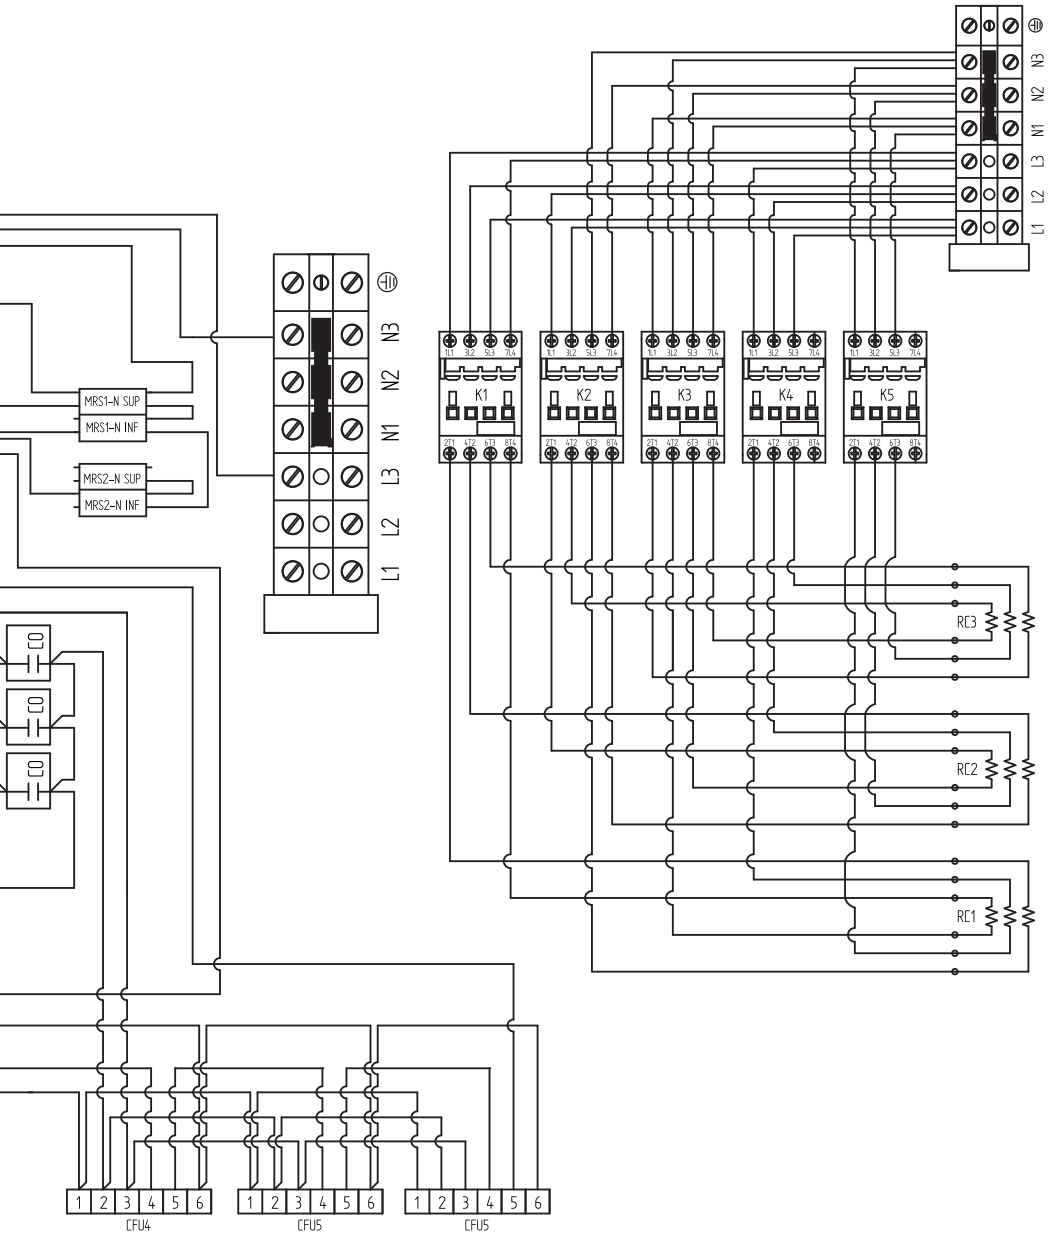 N3
N2
N1
L3
L2
L1
N3
N2
N1
L3
L2
L1
1L1 3L2 5L3 7L4
1L1 3L2 5L3 7L4
1L1 3L2 5L3 7L4
1L1 3L2 5L3 7L4
1L1 3L2 5L3 7L4
K1
K2
K3
K4
K5
2T1 4T2 6T3 8T4
2T1 4T2 6T3 8T4
2T1 4T2 6T3 8T4
2T1 4T2 6T3 8T4
2T1 4T2 6T3 8T4
MRS1-N SUP
MRS1-N INF
MRS2-N SUP
MRS2-N INF
CO
CO
CO
RC3
RC2
RC1
1 2 3 4 5 6
CFU4
1 2 3 4 5 6
CFU5
1 2 3 4 5 6
CFU5